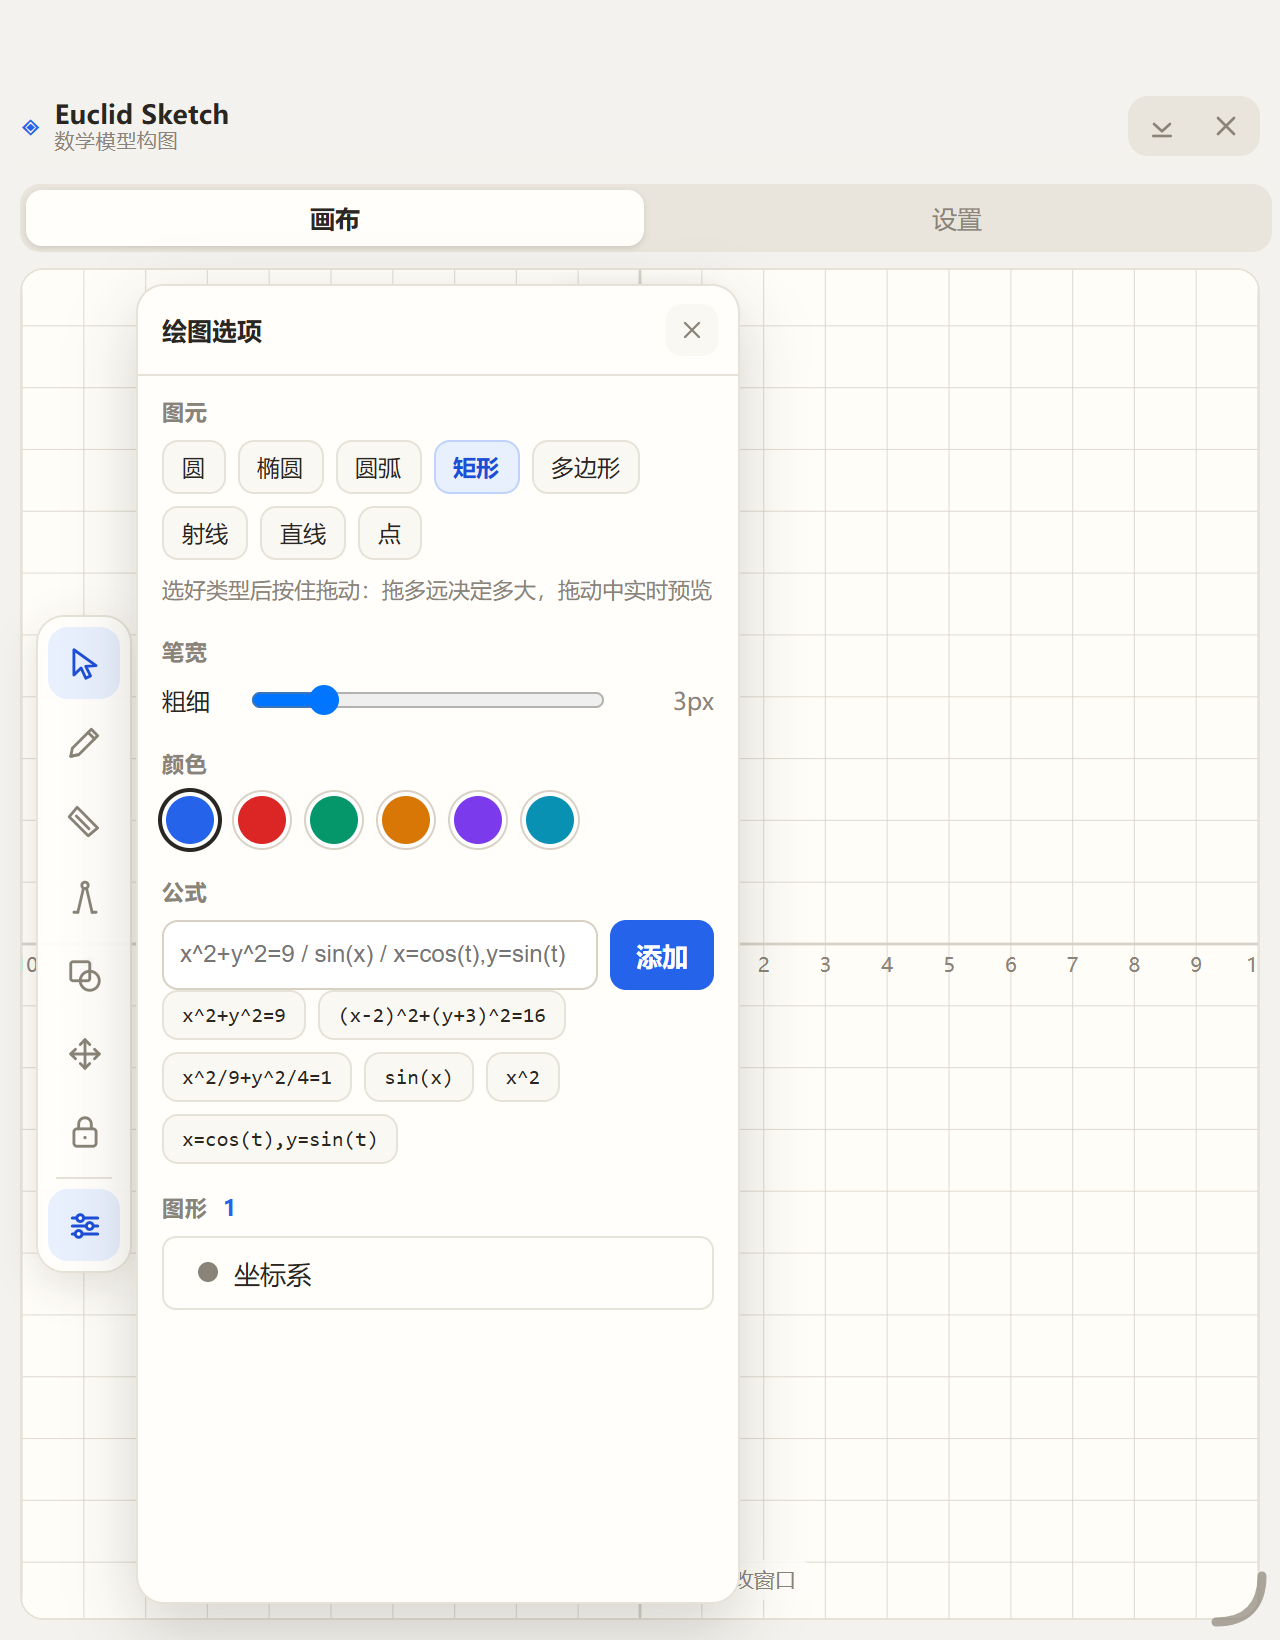 Euclid Sketch
数学模型构图
画布
设置
绘图选项
图元
圆 椭圆 圆弧 矩形 多边形
射线 直线 点
选好类型后按住拖动：拖多远决定多大，拖动中实时预览
笔宽
粗细 3px
颜色
公式
x^2+y^2=9 / sin(x) / x=cos(t),y=sin(t) 添加
x^2+y^2=9 (x-2)^2+(y+3)^2=16
x^2/9+y^2/4=1 sin(x) x^2
x=cos(t),y=sin(t)
图形 1
坐标系
0 2 3 4 5 6 7 8 9 1
改窗口